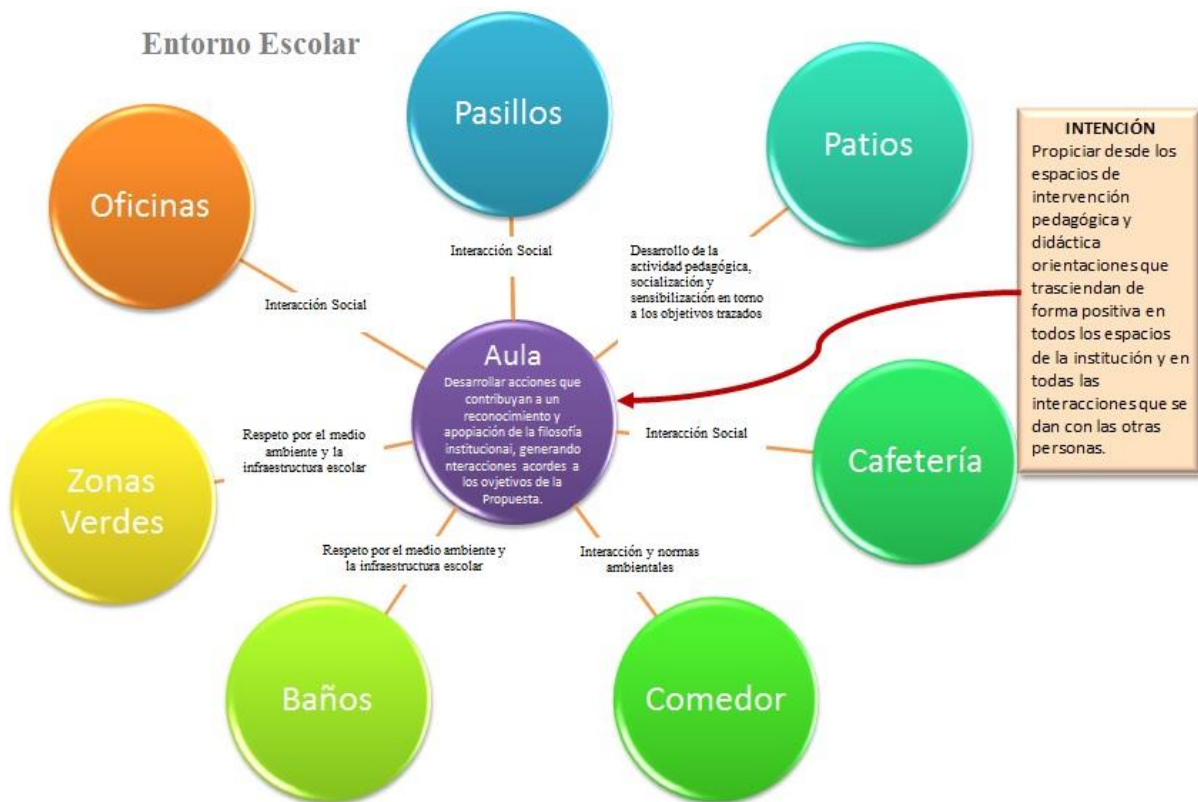 Entorno Escolar
Pasillos
Patios
Oficinas
INTENCIÓN
Propiciar desde los
espacios de
intervención
pedagógica y
didáctica
orientaciones que
trasciendan de
forma positiva en
todos los espacios
de la institución y en
todas las
interacciones que se
dan con las otras
personas.
Interacción Social
Desarrollo de la
actividad pedagógica,
socialización y
sensibilización en torno
a los objetivos trazados
Interacción Social
Aula
Desarrollar acciones que
contribuyan a un
reconocimiento y
apopiación de la filosofía
institucionai, generando
nteracciones acordes a
los ovjetivos de la
Propuesta.
Respeto por el medio
ambiente y la
infraestructura escolar
Interacción Social
Zonas
Verdes
Cafetería
Respeto por el medio ambiente y
la infraestructura escolar
Interacción y normas
ambientales
Baños
Comedor